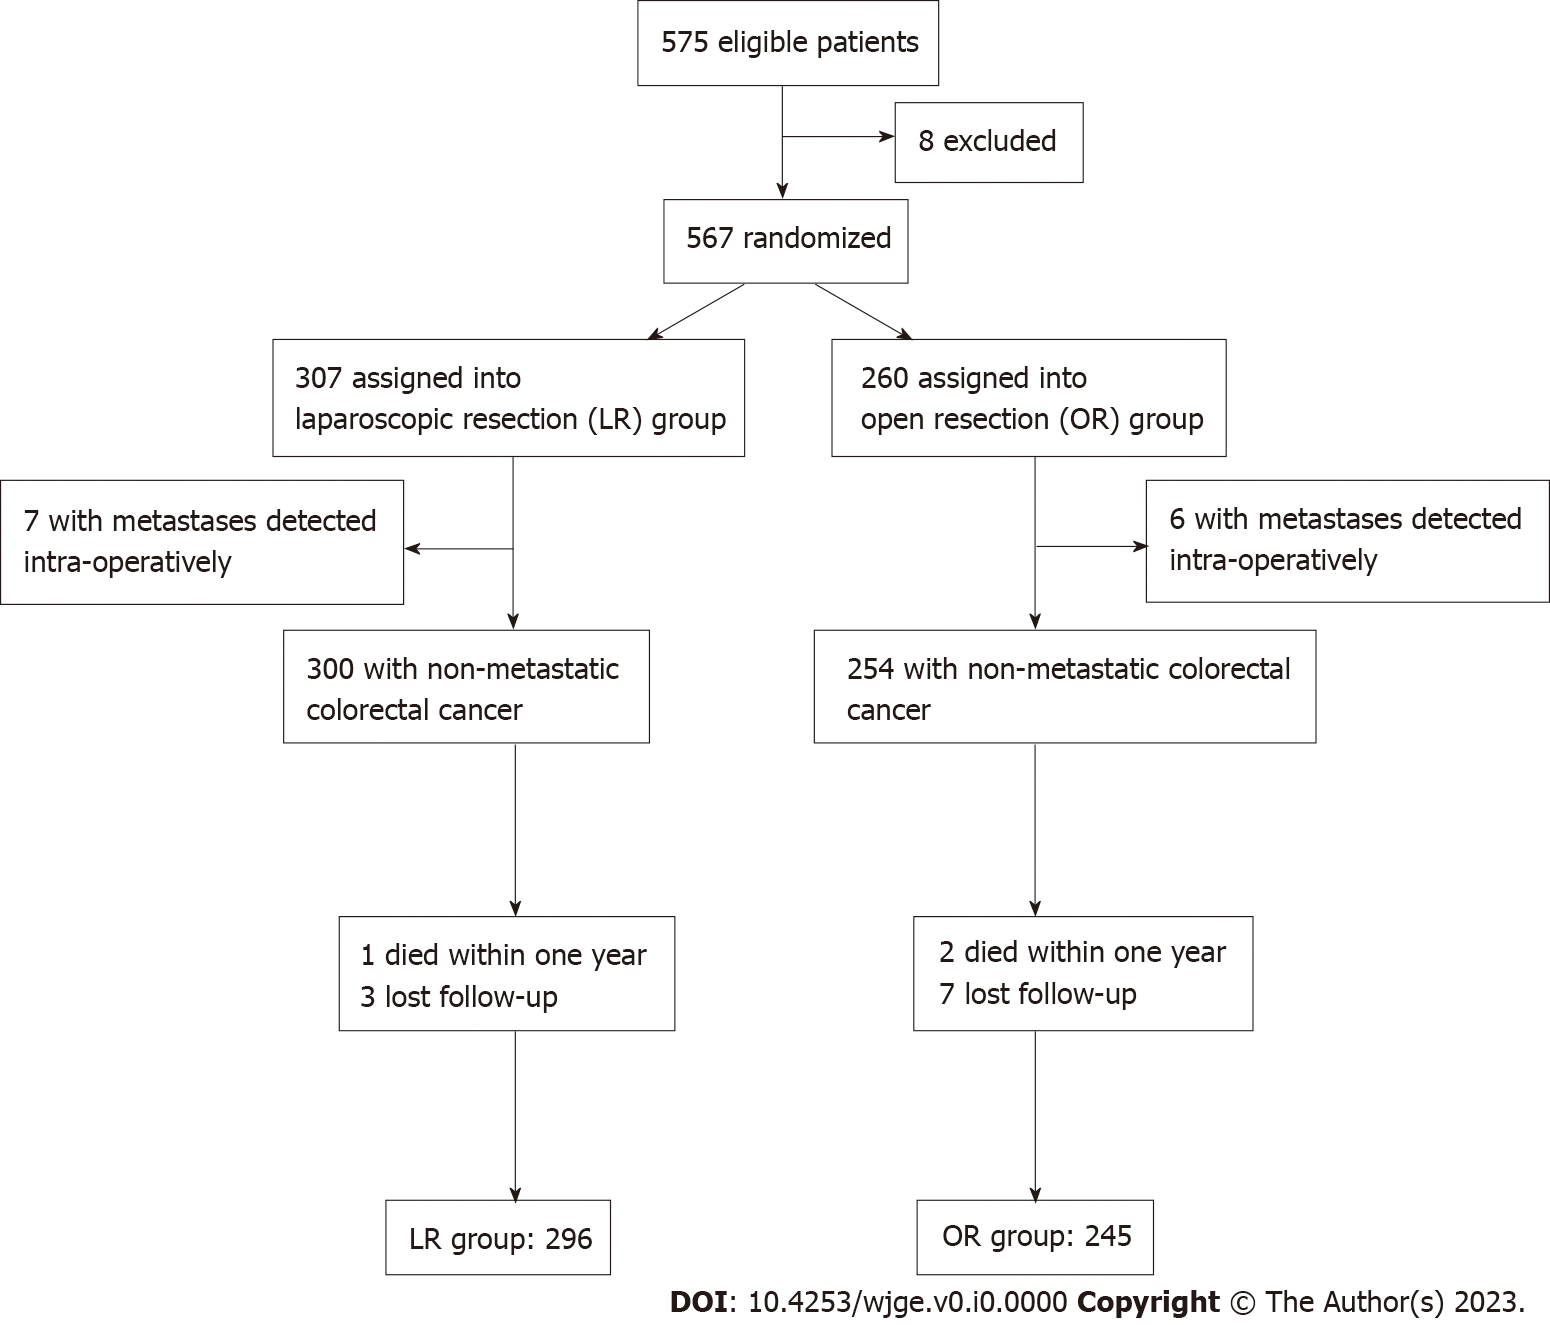 575 eligible patients
8 excluded
567 randomized
307 assigned into
laparoscopic resection (LR) group
260 assigned into
open resection (OR) group
7 with metastases detected
intra-operatively
6 with metastases detected
intra-operatively
300 with non-metastatic
colorectal cancer
254 with non-metastatic colorectal
cancer
1 died within one year
3 lost follow-up
2 died within one year
7 lost follow-up
LR group: 296
OR group: 245
DOI: 10.4253/wjge.v0.i0.0000 Copyright © The Author(s) 2023.